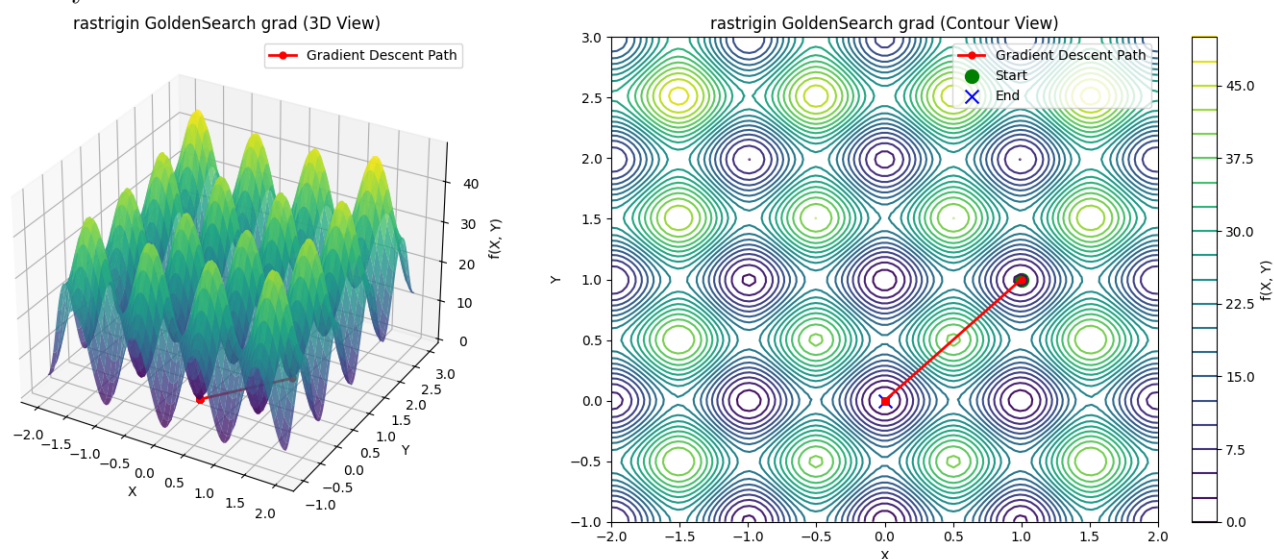 y
rastrigin GoldenSearch grad (3D View)
Gradient Descent Path
40
30
20
10
0
f(X, Y)
3.0
2.5
2.0
1.5
1.0
0.5
0.0
−0.5
−1.0
Y
−2.0
−1.5
−1.0
−0.5
0.0
0.5
1.0
1.5
2.0
X
rastrigin GoldenSearch grad (Contour View)
Gradient Descent Path
Start
End
3.0
2.5
2.0
1.5
1.0
0.5
0.0
−0.5
−1.0
Y
−2.0 −1.5 −1.0 −0.5 0.0 0.5 1.0 1.5 2.0
X
45.0
37.5
30.0
22.5
15.0
7.5
0.0
f(X, Y)